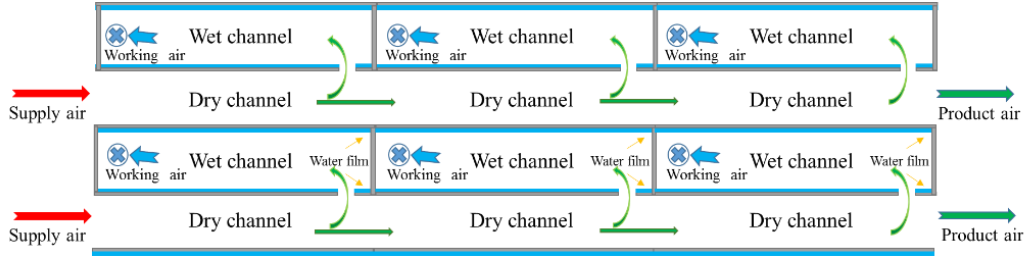 Wet channel Wet channel Wet channel
Working air Working air Working air
Dry channel Dry channel Dry channel
Supply air Product air
Wet channel Water film Wet channel Water film Wet channel Water film
Working air Working air Working air
Dry channel Dry channel Dry channel
Supply air Product air